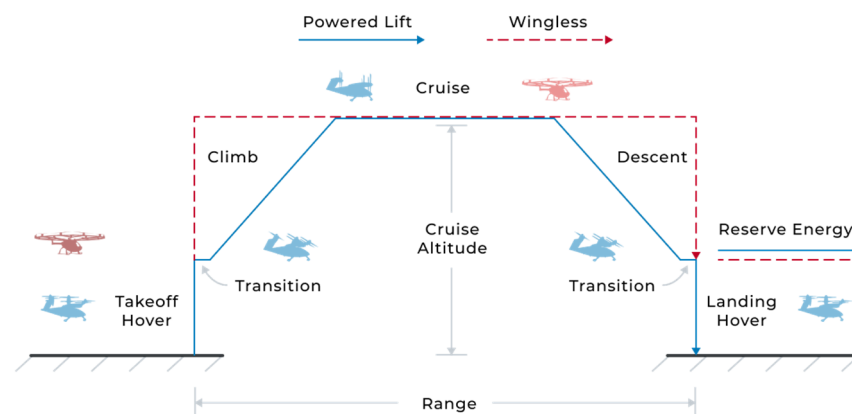 Powered Lift
Wingless
Cruise
Climb
Descent
Cruise
Altitude
Reserve Energy
Transition
Transition
Takeoff
Hover
Landing
Hover
Range